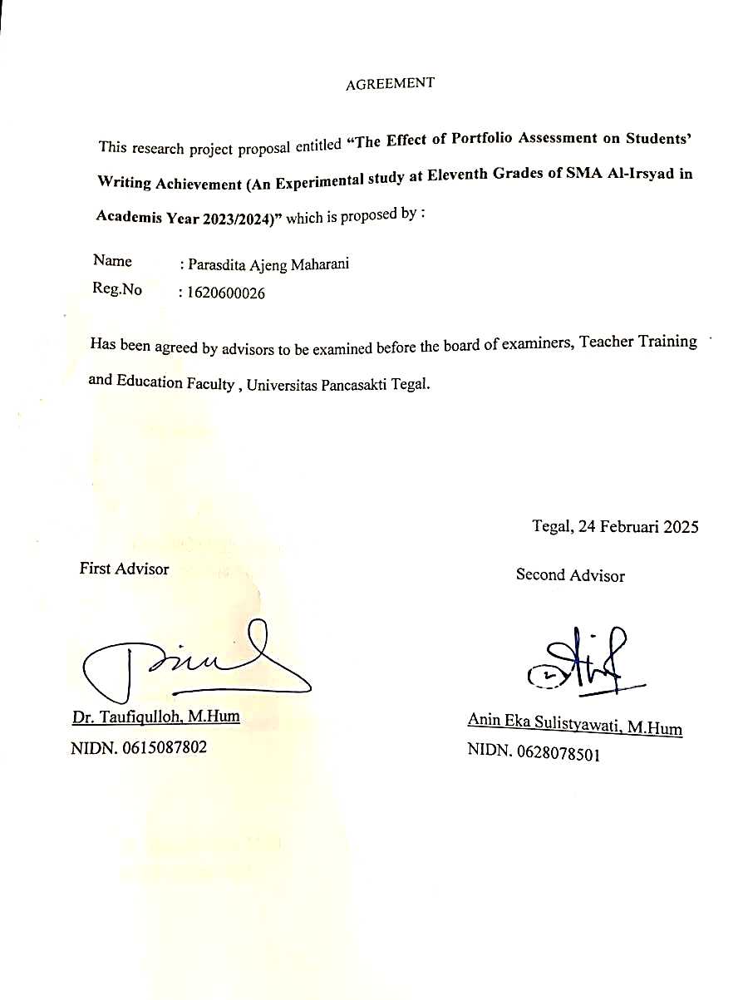 AGREEMENT
This research project proposal entitled “The Effect of Portfolio Assessment on Students’
Writing Achievement (An Experimental study at Eleventh Grades of SMA Al-Irsyad in
Academis Year 2023/2024)” which is proposed by :
Name : Parasdita Ajeng Maharani
Reg.No : 1620600026
Has been agreed by advisors to be examined before the board of examiners, Teacher Training
and Education Faculty , Universitas Pancasakti Tegal.
Tegal, 24 Februari 2025
First Advisor
Second Advisor
Dr. Taufiqulloh, M.Hum
Anin Eka Sulistyawati, M.Hum
NIDN. 0615087802
NIDN. 0628078501